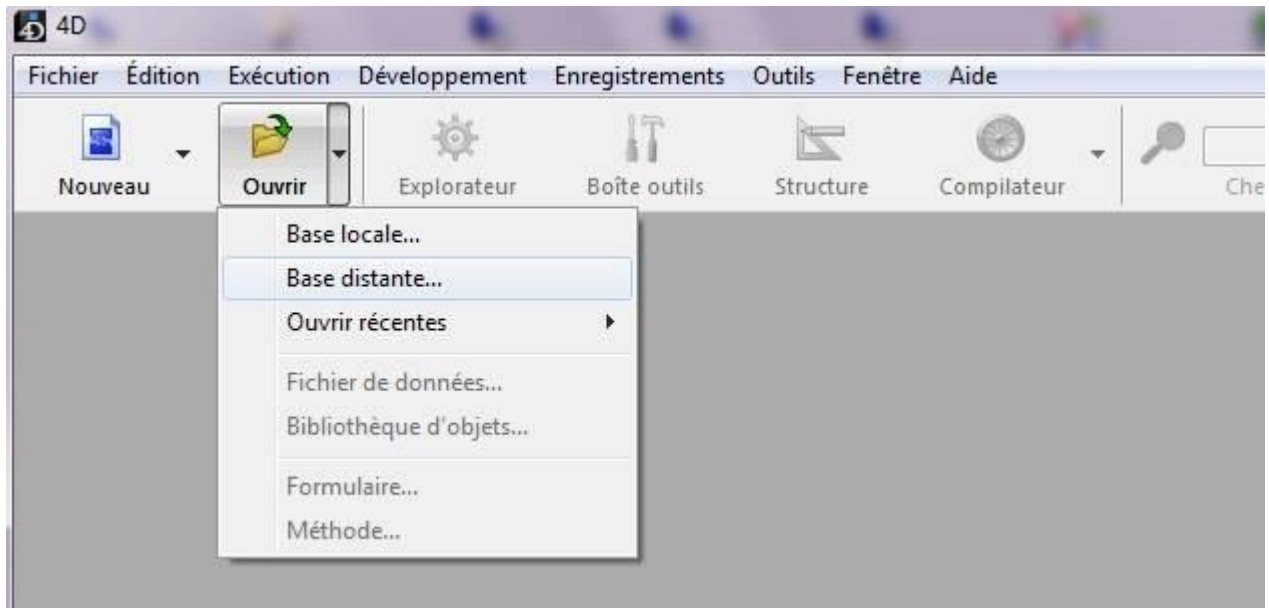 4D
Fichier Édition Exécution Développement Enregistrements Outils Fenêtre Aide
Nouveau Ouvrir Explorateur Boîte outils Structure Compilateur Che
Base locale...
Base distante...
Ouvrir récentes
Fichier de données...
Bibliothèque d'objets...
Formulaire...
Méthode...